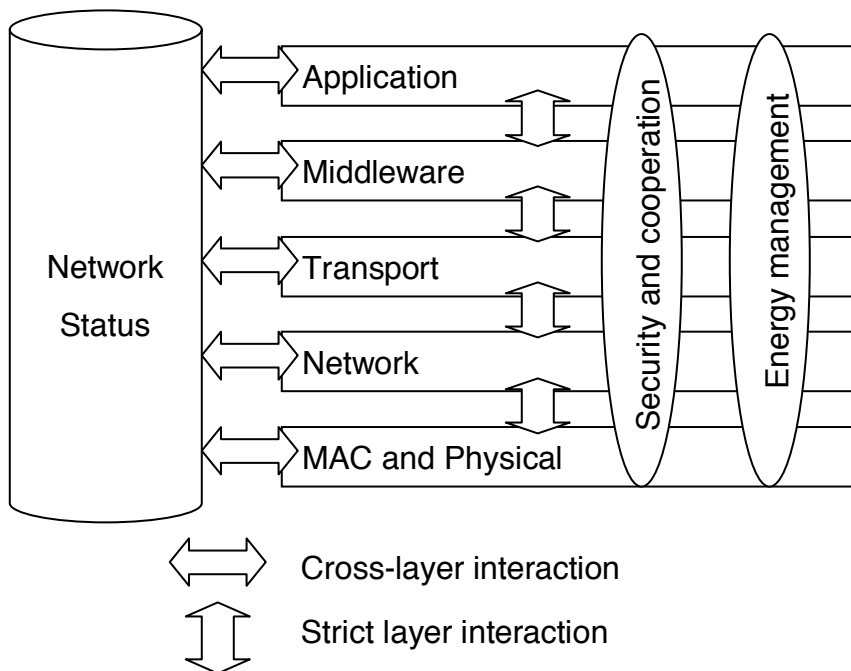 Network
Status
Application
Middleware
Transport
Network
MAC and Physical
Security and cooperation
Energy management
Cross-layer interaction
Strict layer interaction